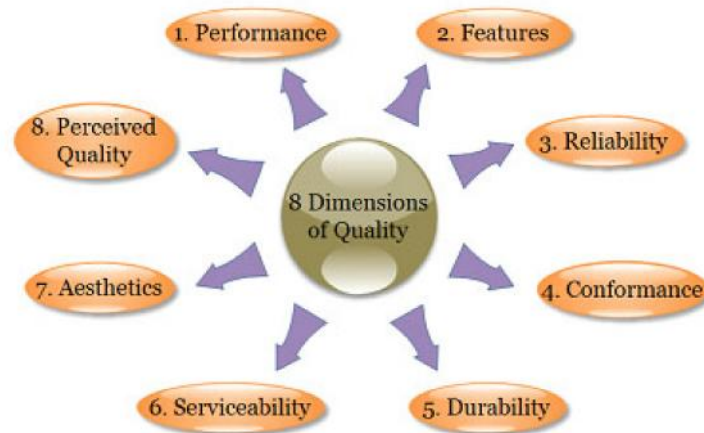 1. Performance
2. Features
8. Perceived
Quality
3. Reliability
8 Dimensions
of Quality
7. Aesthetics
4. Conformance
6. Serviceability
5. Durability